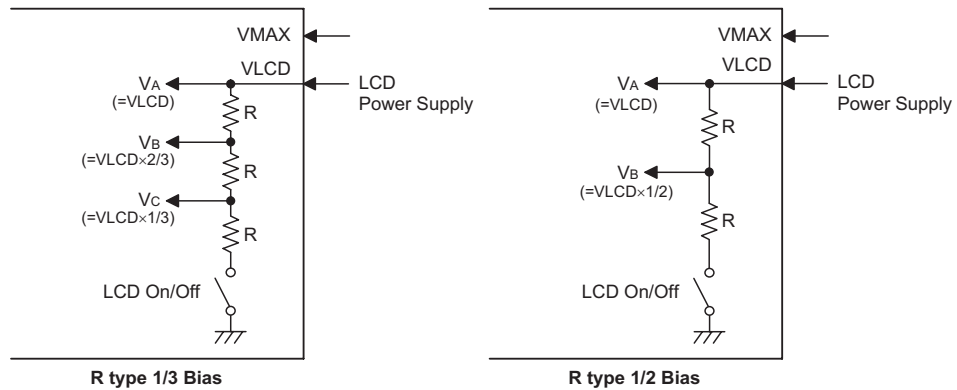 VMAX
VLCD
VA
(=VLCD)
LCD
Power Supply
R
VB
(=VLCD×2/3)
R
VC
(=VLCD×1/3)
R
LCD On/Off
R type 1/3 Bias
VMAX
VLCD
VA
(=VLCD)
LCD
Power Supply
R
VB
(=VLCD×1/2)
R
LCD On/Off
R type 1/2 Bias